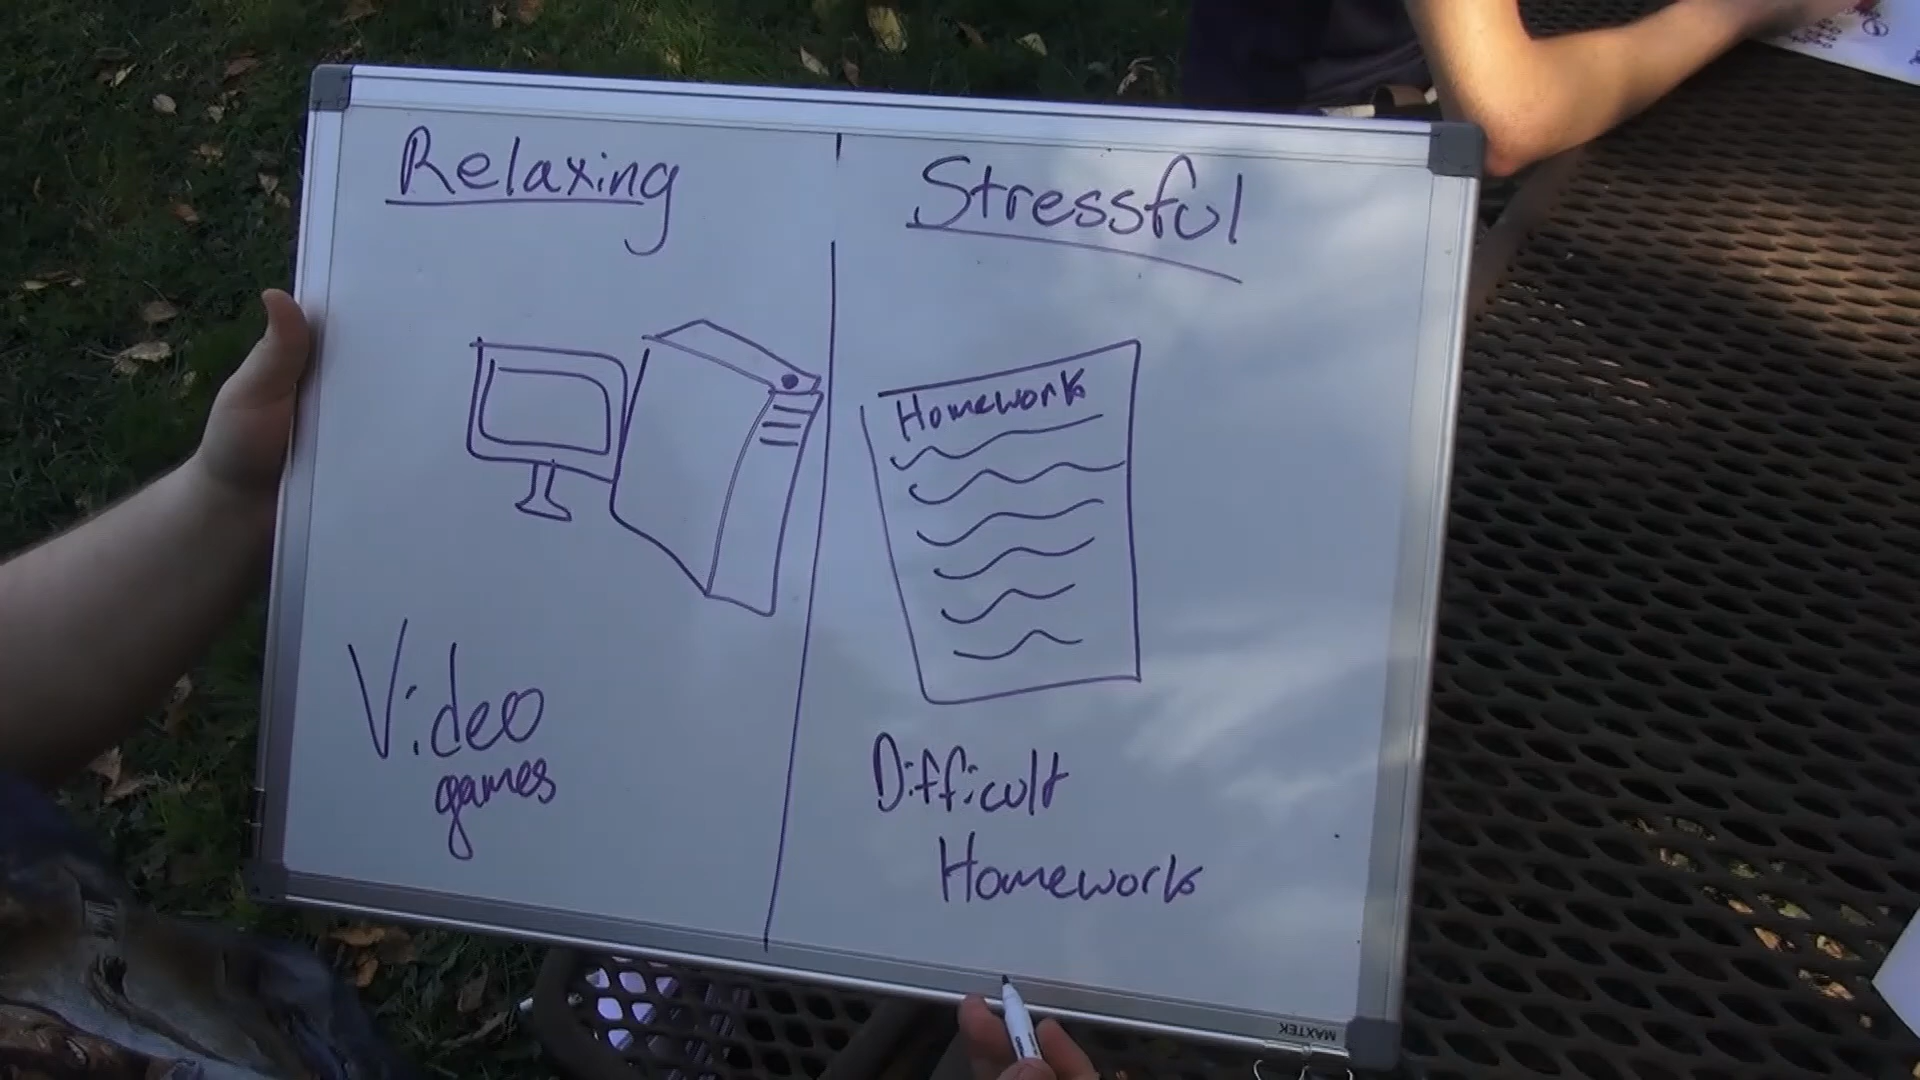 Relaxing
Video
games
Stressful
Homework
Difficult
Homework
MAXTEK